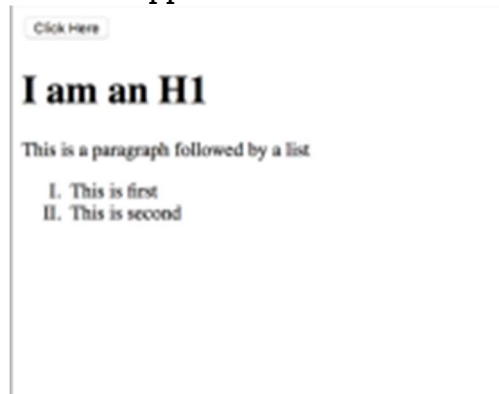 Click Here
I am an H1
This is a paragraph followed by a list
I. This is first
II. This is second